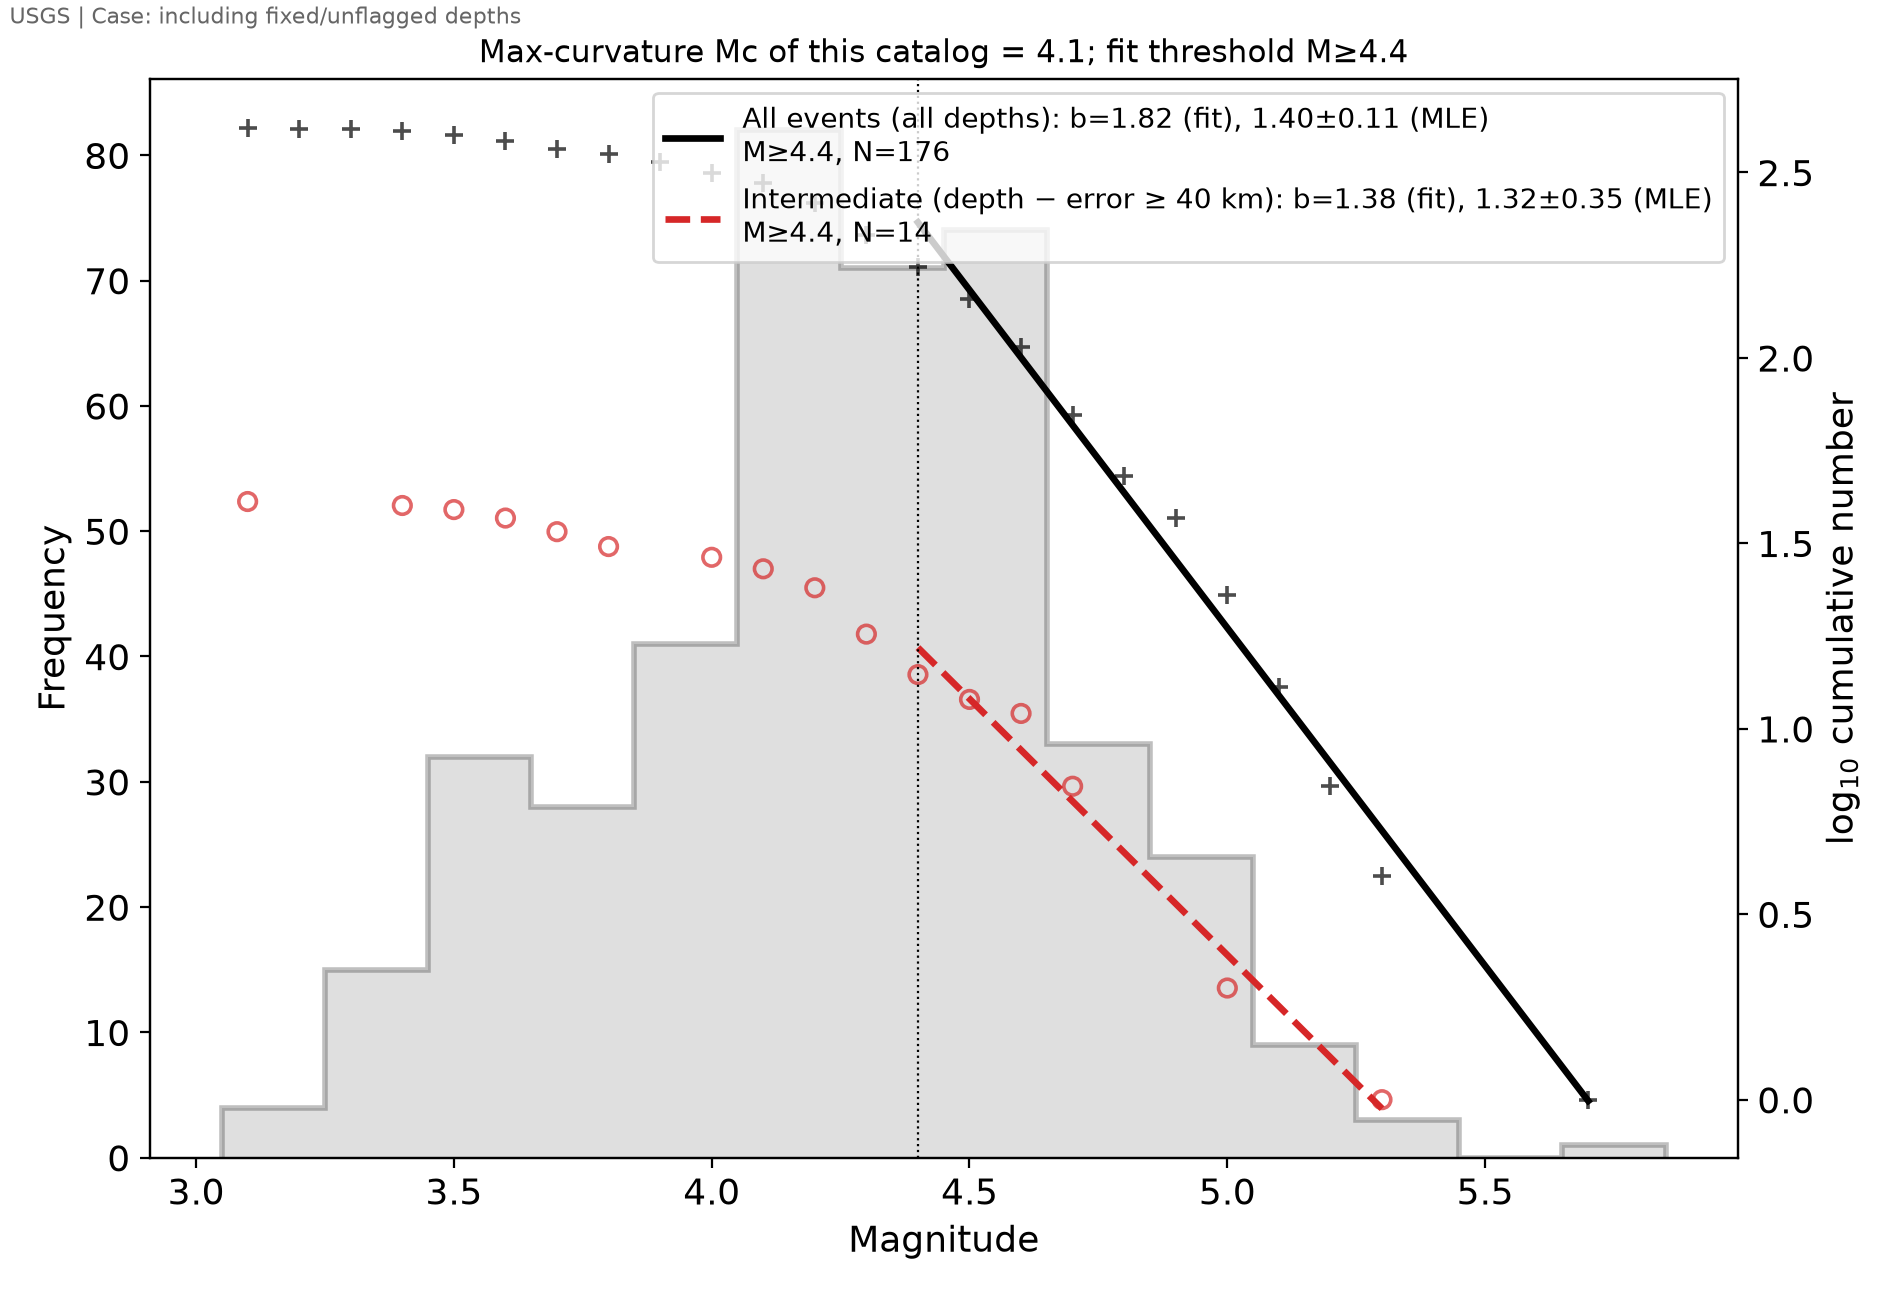 USGS | Case: including fixed/unflagged depths
Max-curvature Mc of this catalog = 4.1; fit threshold M≥4.4
All events (all depths): b=1.82 (fit), 1.40±0.11 (MLE)
M≥4.4, N=176
Intermediate (depth − error ≥ 40 km): b=1.38 (fit), 1.32±0.35 (MLE)
M≥4.4, N=14
Frequency
80
70
60
50
40
30
20
10
0
3.0
3.5
4.0
4.5
5.0
5.5
Magnitude
2.5
2.0
1.5
1.0
0.5
0.0
log₁₀ cumulative number